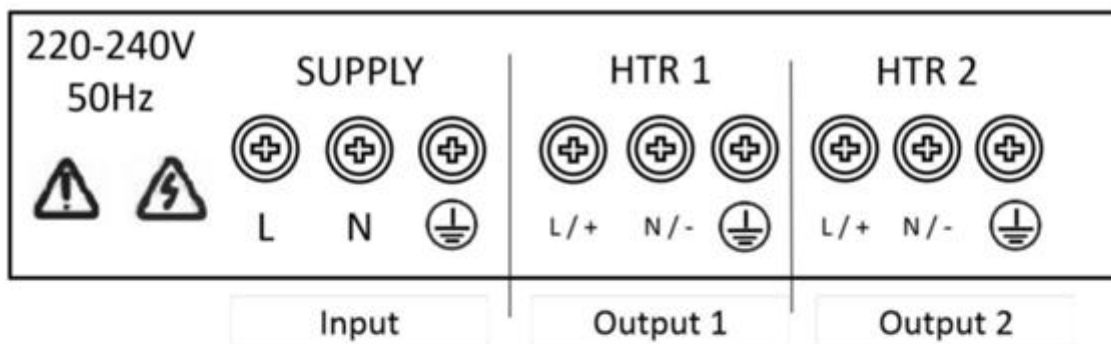 220-240V
50Hz
SUPPLY
HTR 1
HTR 2
L N
L / + N / -
L / + N / -
Input
Output 1
Output 2